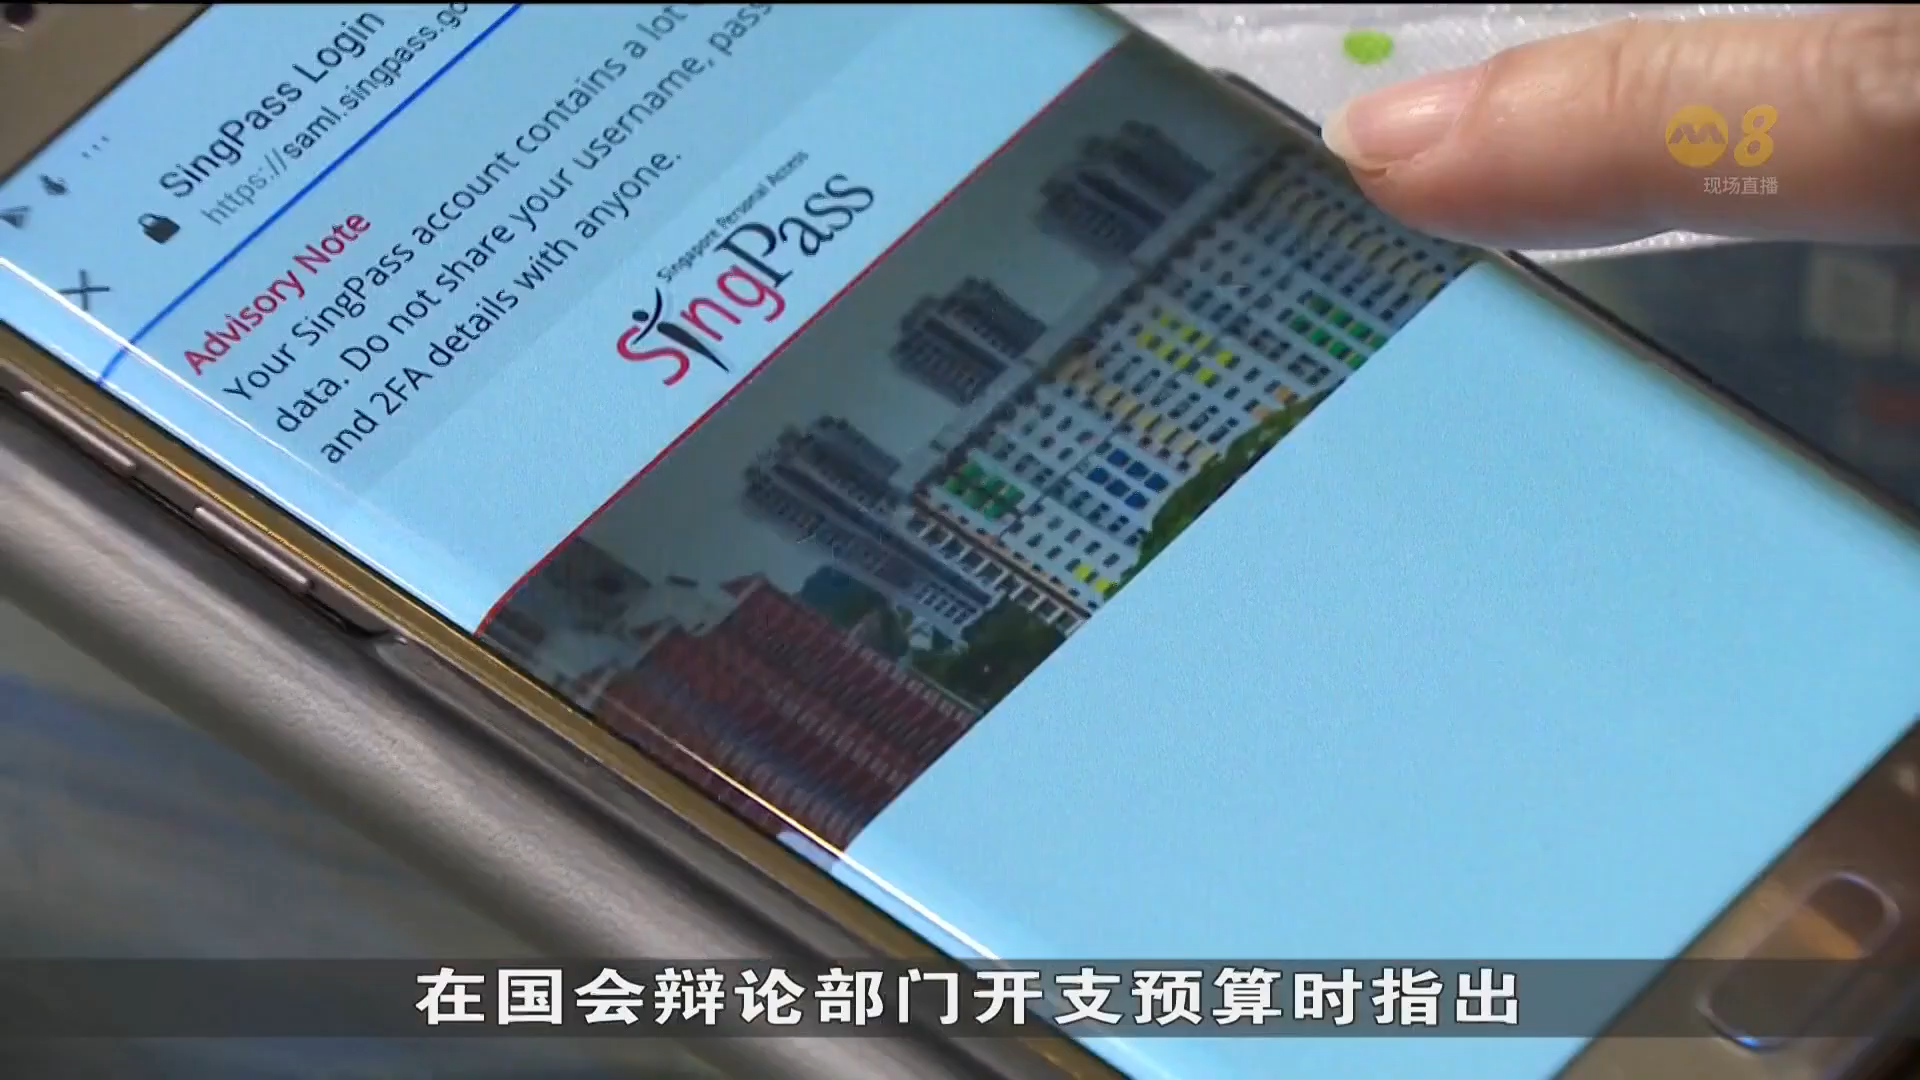 SingPass Login
https://saml.singpass.go
Advisory Note
Your SingPass account contains a lot
data. Do not share your username, pass
and 2FA details with anyone.
Singapore Personal Access
SingPass
8
现场直播
在国会辩论部门开支预算时指出